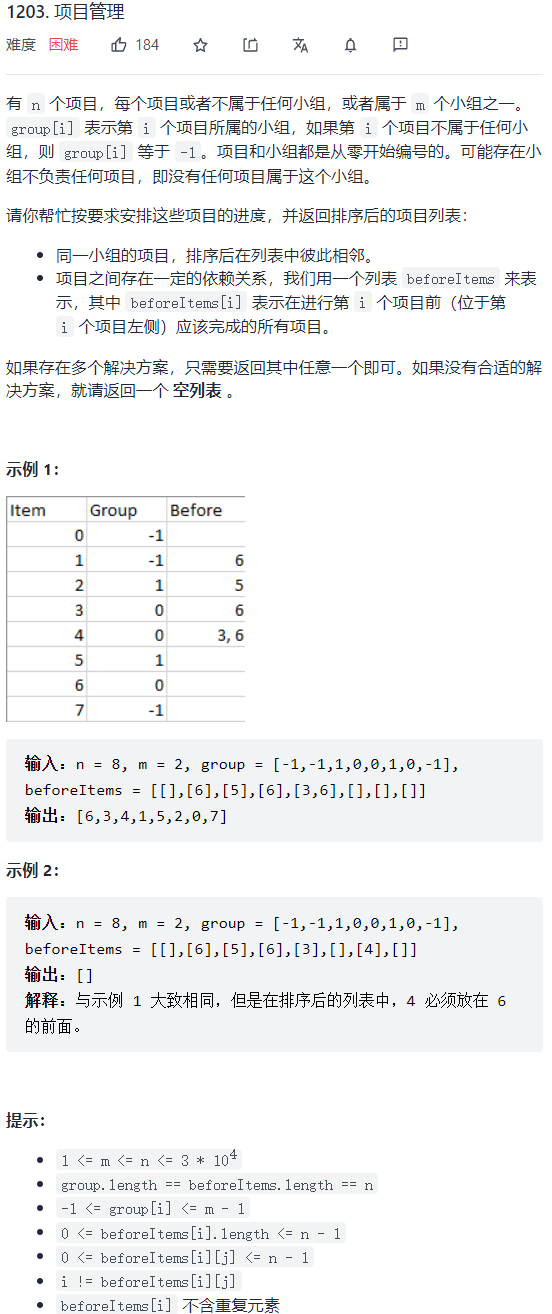 1203. 项目管理
难度 困难 184
有 n 个项目，每个项目或者不属于任何小组，或者属于 m 个小组之一。
group[i] 表示第 i 个项目所属的小组，如果第 i 个项目不属于任何小
组，则 group[i] 等于 -1。项目和小组都是从零开始编号的。可能存在小
组不负责任何项目，即没有任何项目属于这个小组。
请你帮忙按要求安排这些项目的进度，并返回排序后的项目列表：
• 同一小组的项目，排序后在列表中彼此相邻。
• 项目之间存在一定的依赖关系，我们用一个列表 beforeItems 来表
示，其中 beforeItems[i] 表示在进行第 i 个项目前（位于第
i 个项目左侧）应该完成的所有项目。
如果存在多个解决方案，只需要返回其中任意一个即可。如果没有合适的解
决方案，就请返回一个 空列表 。
示例 1：
Item Group Before
0 -1
1 -1 6
2 1 5
3 0 6
4 0 3, 6
5 1
6 0
7 -1
输入：n = 8, m = 2, group = [-1,-1,1,0,0,1,0,-1],
beforeItems = [[],[6],[5],[6],[3,6],[],[],[]]
输出：[6,3,4,1,5,2,0,7]
示例 2：
输入：n = 8, m = 2, group = [-1,-1,1,0,0,1,0,-1],
beforeItems = [[],[6],[5],[6],[3],[],[4],[]]
输出：[]
解释：与示例 1 大致相同，但是在排序后的列表中，4 必须放在 6
的前面。
提示：
• 1 <= m <= n <= 3 * 10^4
• group.length == beforeItems.length == n
• -1 <= group[i] <= m - 1
• 0 <= beforeItems[i].length <= n - 1
• 0 <= beforeItems[i][j] <= n - 1
• i != beforeItems[i][j]
• beforeItems[i] 不含重复元素